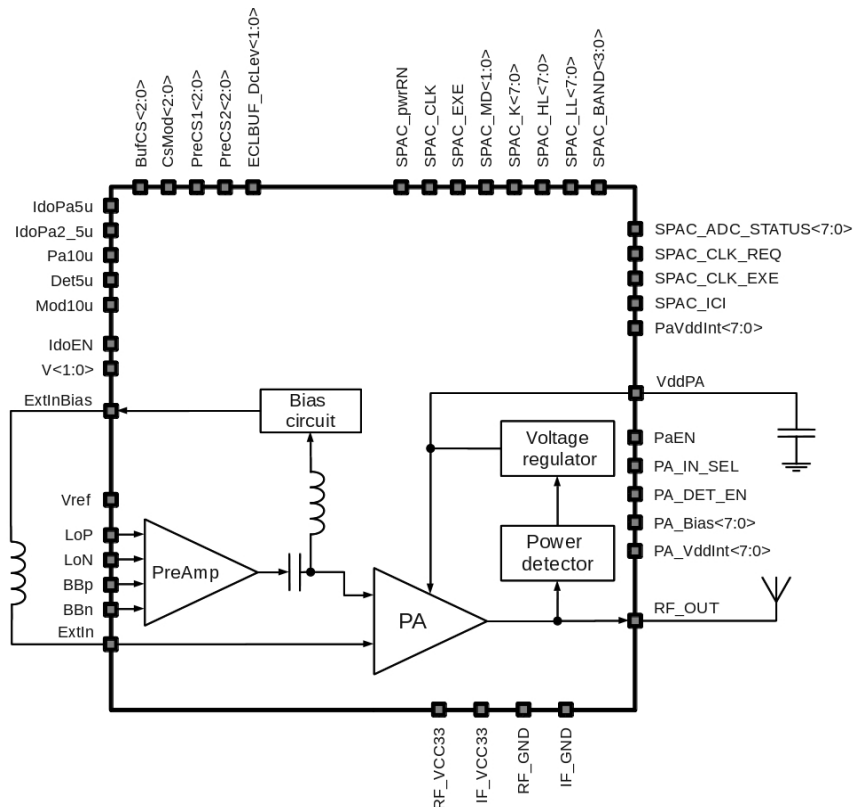 BufCS<2:0>
CsMod<2:0>
PreCS1<2:0>
PreCS2<2:0>
ECLBUF_DcLev<1:0>
SPAC_pwrRN
SPAC_CLK
SPAC_EXE
SPAC_MD<1:0>
SPAC_K<7:0>
SPAC_HL<7:0>
SPAC_LL<7:0>
SPAC_BAND<3:0>
IdoPa5u
IdoPa2_5u
Pa10u
Det5u
Mod10u
IdoEN
V<1:0>
ExtInBias
Vref
LoP
LoN
BBp
BBn
ExtIn
Bias
circuit
PreAmp
PA
Voltage
regulator
Power
detector
SPAC_ADC_STATUS<7:0>
SPAC_CLK_REQ
SPAC_CLK_EXE
SPAC_ICI
PaVddInt<7:0>
VddPA
PaEN
PA_IN_SEL
PA_DET_EN
PA_Bias<7:0>
PA_VddInt<7:0>
RF_OUT
RF_VCC33
IF_VCC33
RF_GND
IF_GND